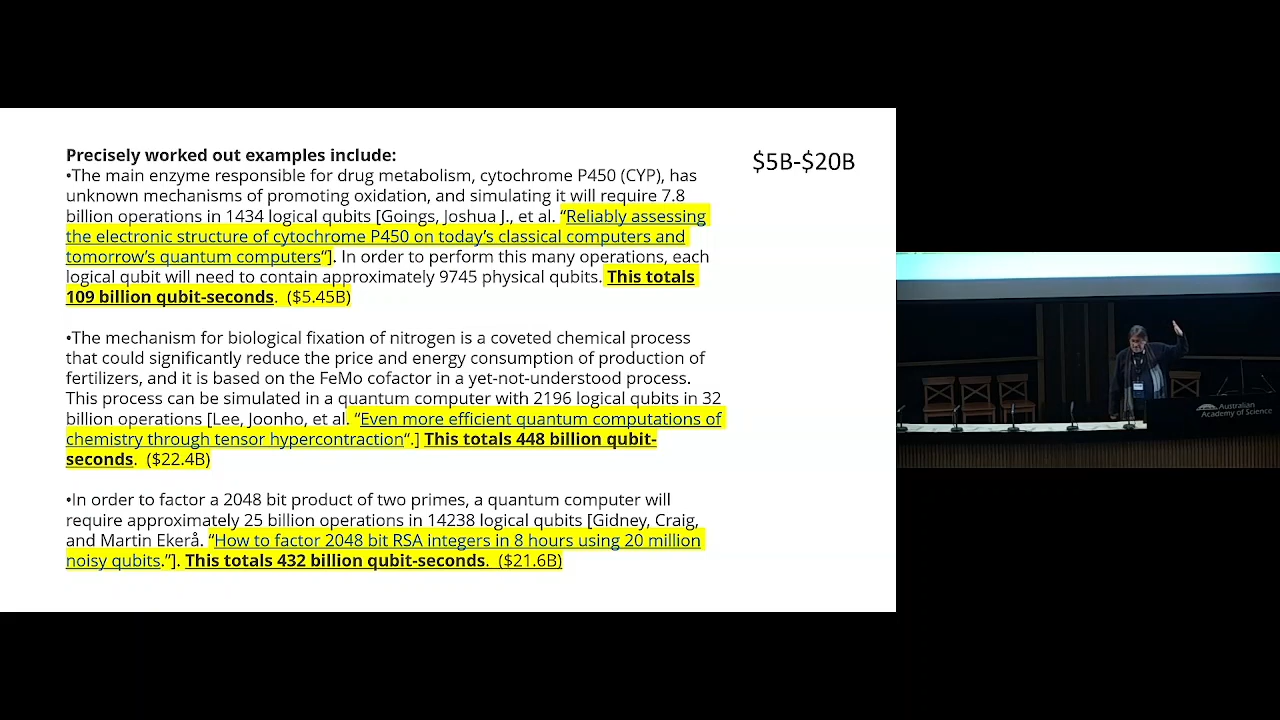 Precisely worked out examples include:
•The main enzyme responsible for drug metabolism, cytochrome P450 (CYP), has
unknown mechanisms of promoting oxidation, and simulating it will require 7.8
billion operations in 1434 logical qubits [Goings, Joshua J., et al. “Reliably assessing
the electronic structure of cytochrome P450 on today’s classical computers and
tomorrow’s quantum computers“]. In order to perform this many operations, each
logical qubit will need to contain approximately 9745 physical qubits. This totals
109 billion qubit-seconds.  ($5.45B)
•The mechanism for biological fixation of nitrogen is a coveted chemical process
that could significantly reduce the price and energy consumption of production of
fertilizers, and it is based on the FeMo cofactor in a yet-not-understood process.
This process can be simulated in a quantum computer with 2196 logical qubits in 32
billion operations [Lee, Joonho, et al. “Even more efficient quantum computations of
chemistry through tensor hypercontraction“.] This totals 448 billion qubit-
seconds.  ($22.4B)
•In order to factor a 2048 bit product of two primes, a quantum computer will
require approximately 25 billion operations in 14238 logical qubits [Gidney, Craig,
and Martin Ekerå. “How to factor 2048 bit RSA integers in 8 hours using 20 million
noisy qubits.”]. This totals 432 billion qubit-seconds.  ($21.6B)
$5B-$20B
Australian
Academy of Science